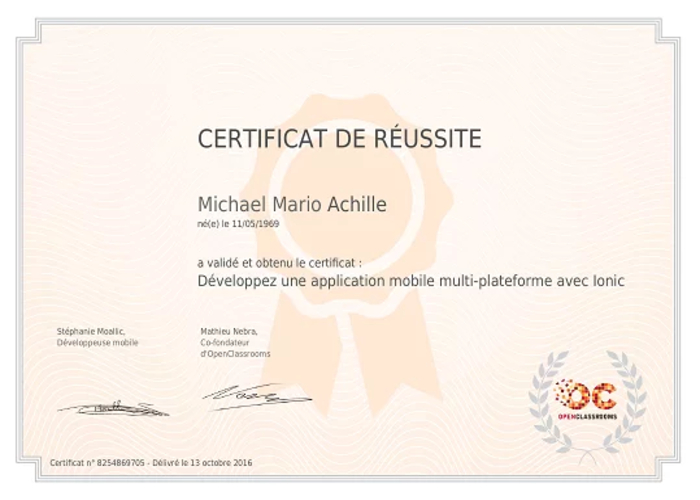 CERTIFICAT DE RÉUSSITE
Michael Mario Achille
né(e) le 11/05/1969
a validé et obtenu le certificat :
Développez une application mobile multi-plateforme avec Ionic
Stéphanie Moallic,
Développeuse mobile
Mathieu Nebra,
Co-fondateur
d'OpenClassrooms
OC
OPENCLASSROOMS
Certificat n° 8254869705 - Délivré le 13 octobre 2016